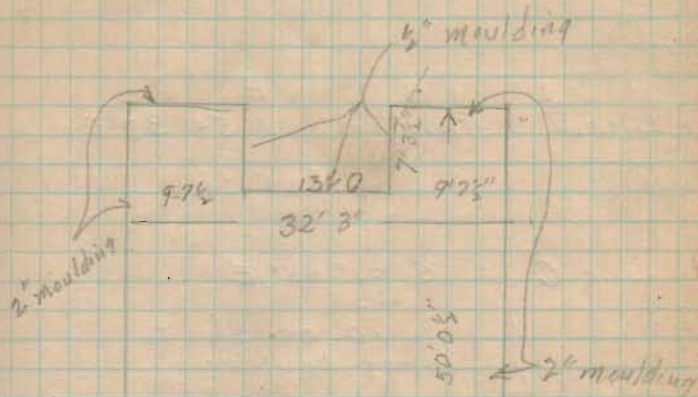 ½" moulding
7' 3½"
9-7½
13' 0
9'7½"
32' 3"
2" moulding
50' 0½"
2" moulding